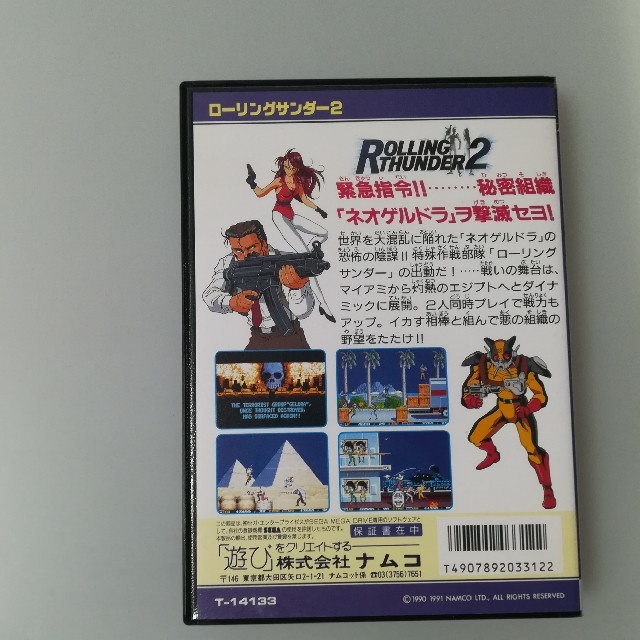 ローリングサンダー2
ROLLING THUNDER 2
緊急指令!!………秘密組織
「ネオゲルドラ」ヲ撃滅セヨ!
世界を大混乱に陥れた「ネオゲルドラ」の
恐怖の陰謀!!特殊作戦部隊「ローリング
サンダー」の出動だ!……戦いの舞台は、
マイアミから灼熱のエジプトへとダイナ
ミックに展開。2人同時プレイで戦力も
アップ。イカす相棒と組んで悪の組織の
野望をたたけ!!
THE TERRORIST GROUP"GELDRA",
ONCE THOUGHT DESTROYED,
HAS SURFACED AGAIN!!
保証書在中
「遊び」をクリエイトする
株式会社ナムコ
〒146 東京都大田区矢口2-1-21 ナムコット係 ☎03(3756)7651
T4907892033122
T-14133
©1990 1991 NAMCO LTD., ALL RIGHTS RESERVED